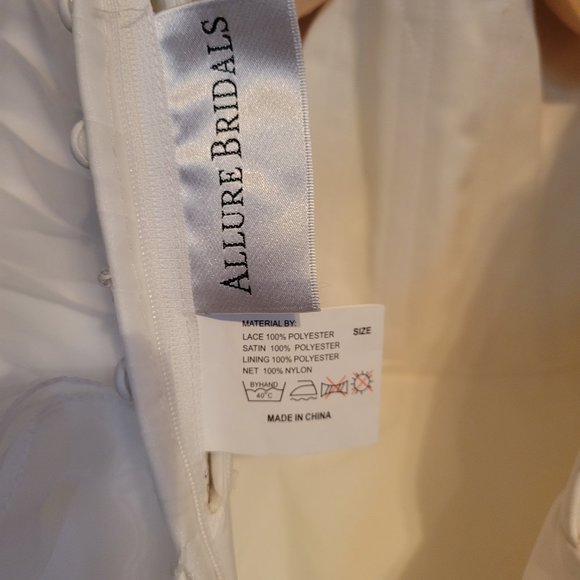 ALLURE BRIDALS
MATERIAL BY: SIZE
LACE 100% POLYESTER
SATIN 100% POLYESTER
LINING 100% POLYESTER
NET 100% NYLON
BYHAND
40°C
MADE IN CHINA